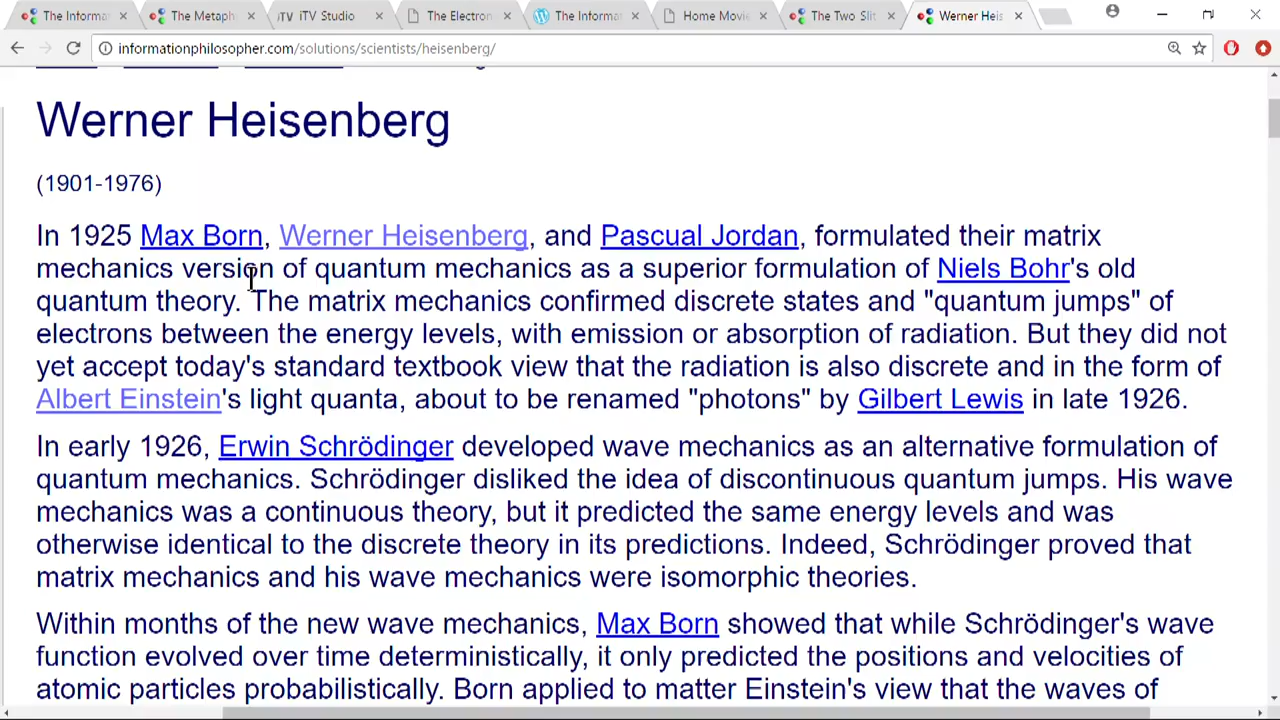 The Informa
The Metaph
iTV iTV Studio
The Electron
The Informa
Home Movie
The Two Slit
Werner Heis
informationphilosopher.com/solutions/scientists/heisenberg/
Werner Heisenberg
(1901-1976)
In 1925 Max Born, Werner Heisenberg, and Pascual Jordan, formulated their matrix
mechanics version of quantum mechanics as a superior formulation of Niels Bohr's old
quantum theory. The matrix mechanics confirmed discrete states and "quantum jumps" of
electrons between the energy levels, with emission or absorption of radiation. But they did not
yet accept today's standard textbook view that the radiation is also discrete and in the form of
Albert Einstein's light quanta, about to be renamed "photons" by Gilbert Lewis in late 1926.
In early 1926, Erwin Schrödinger developed wave mechanics as an alternative formulation of
quantum mechanics. Schrödinger disliked the idea of discontinuous quantum jumps. His wave
mechanics was a continuous theory, but it predicted the same energy levels and was
otherwise identical to the discrete theory in its predictions. Indeed, Schrödinger proved that
matrix mechanics and his wave mechanics were isomorphic theories.
Within months of the new wave mechanics, Max Born showed that while Schrödinger's wave
function evolved over time deterministically, it only predicted the positions and velocities of
atomic particles probabilistically. Born applied to matter Einstein's view that the waves of